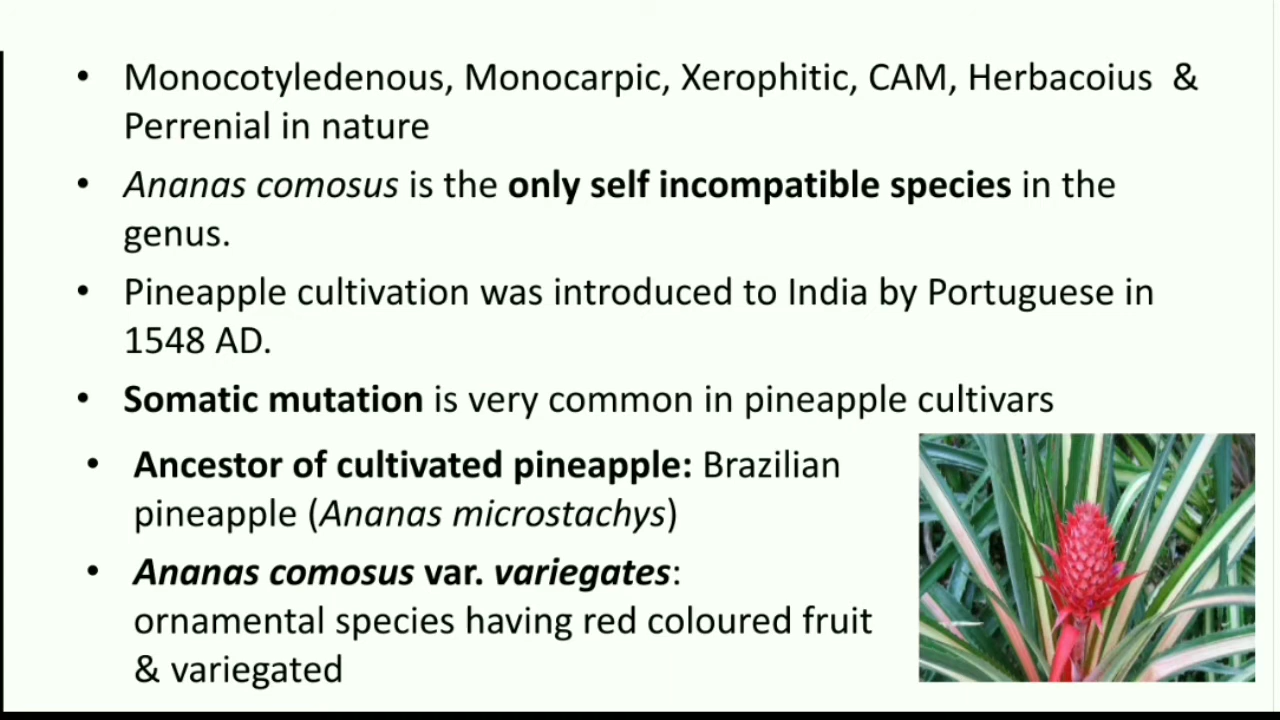 • Monocotyledenous, Monocarpic, Xerophitic, CAM, Herbacoius &
Perrenial in nature
• Ananas comosus is the only self incompatible species in the
genus.
• Pineapple cultivation was introduced to India by Portuguese in
1548 AD.
• Somatic mutation is very common in pineapple cultivars
• Ancestor of cultivated pineapple: Brazilian
pineapple (Ananas microstachys)
• Ananas comosus var. variegates:
ornamental species having red coloured fruit
& variegated